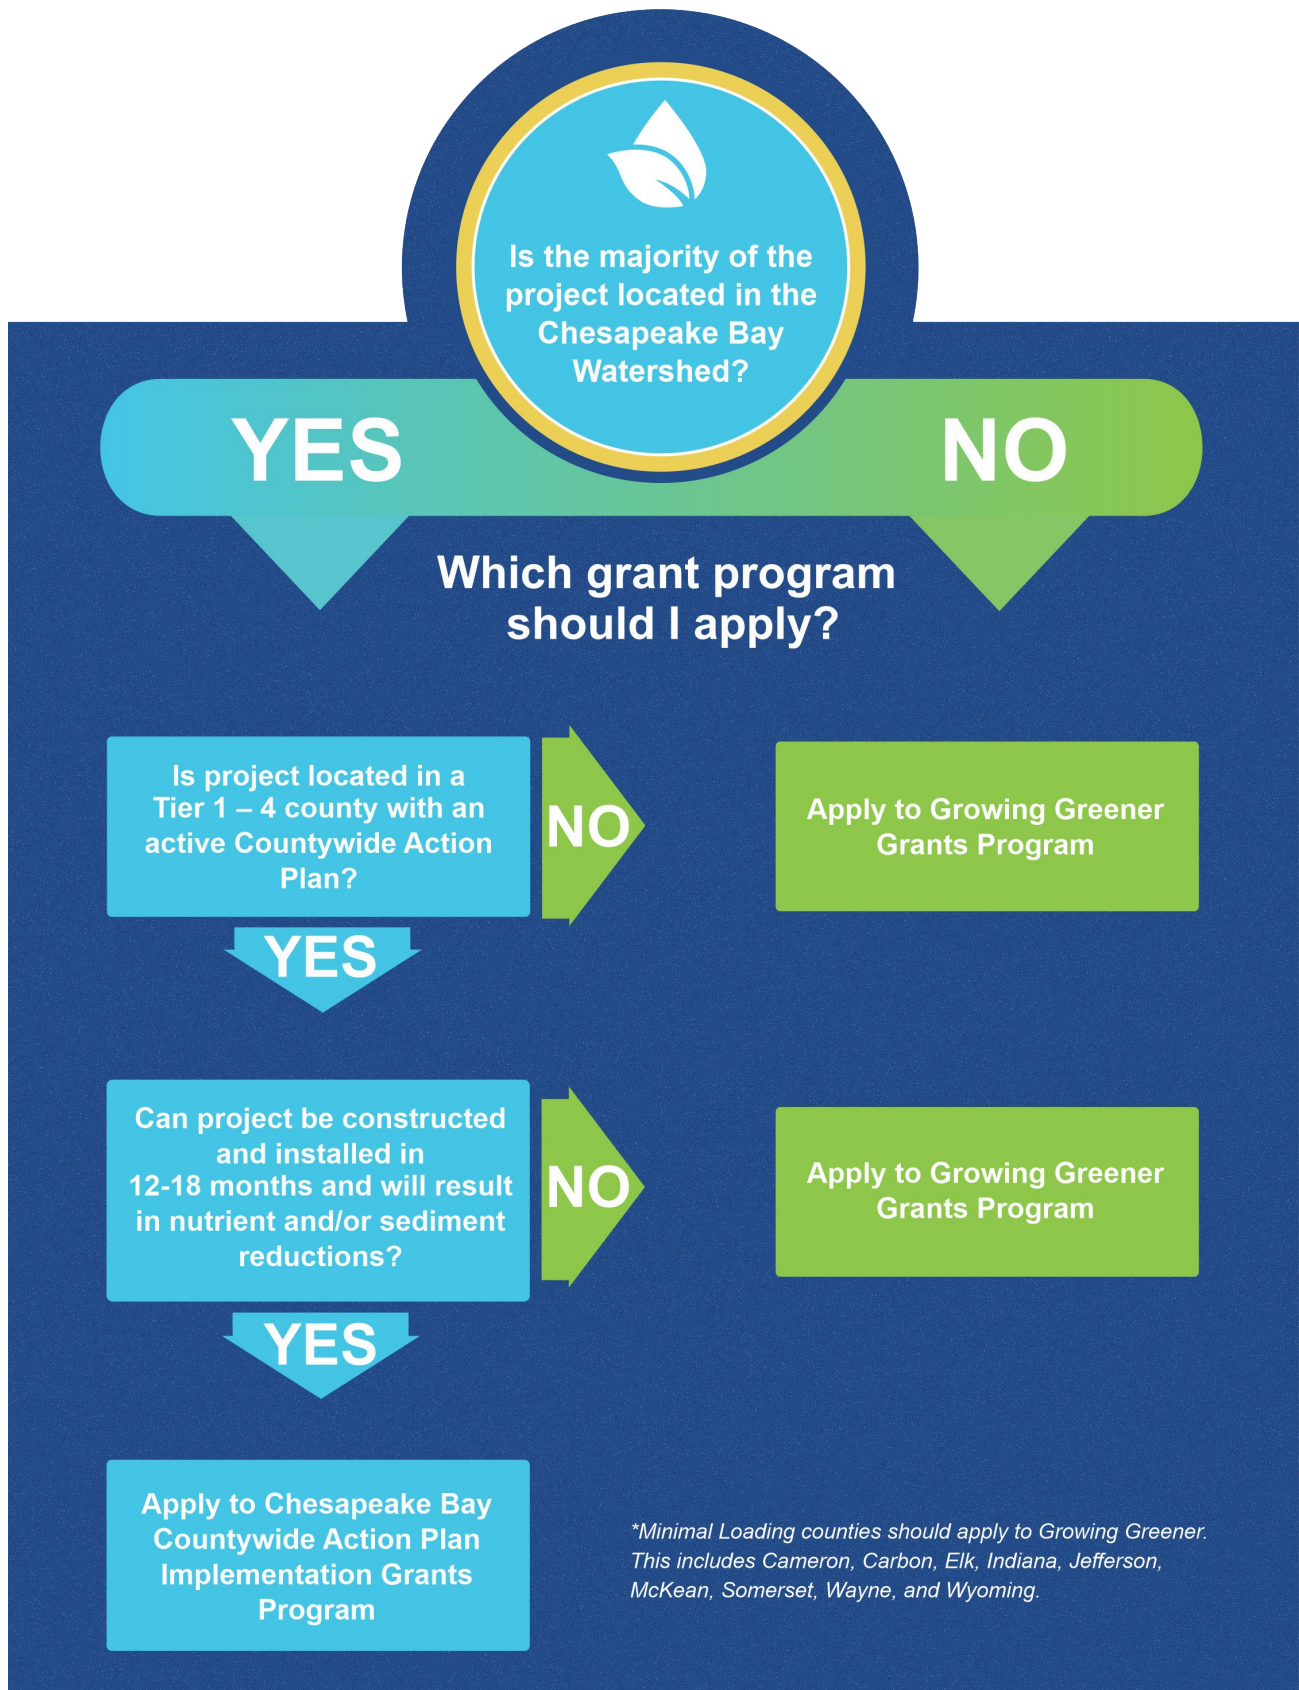 Is the majority of the
project located in the
Chesapeake Bay
Watershed?
YES
NO
Which grant program
should I apply?
Is project located in a
Tier 1 – 4 county with an
active Countywide Action
Plan?
NO
Apply to Growing Greener
Grants Program
YES
Can project be constructed
and installed in
12-18 months and will result
in nutrient and/or sediment
reductions?
NO
Apply to Growing Greener
Grants Program
YES
Apply to Chesapeake Bay
Countywide Action Plan
Implementation Grants
Program
*Minimal Loading counties should apply to Growing Greener.
This includes Cameron, Carbon, Elk, Indiana, Jefferson,
McKean, Somerset, Wayne, and Wyoming.